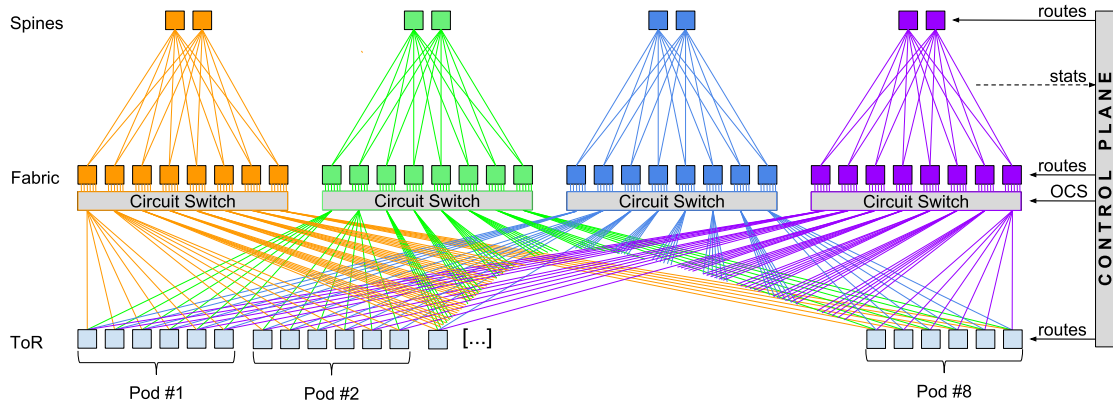 Spines
routes
stats
CONTROL PLANE
Fabric
routes
Circuit Switch
Circuit Switch
Circuit Switch
Circuit Switch
OCS
ToR
[...]
routes
Pod #1
Pod #2
Pod #8